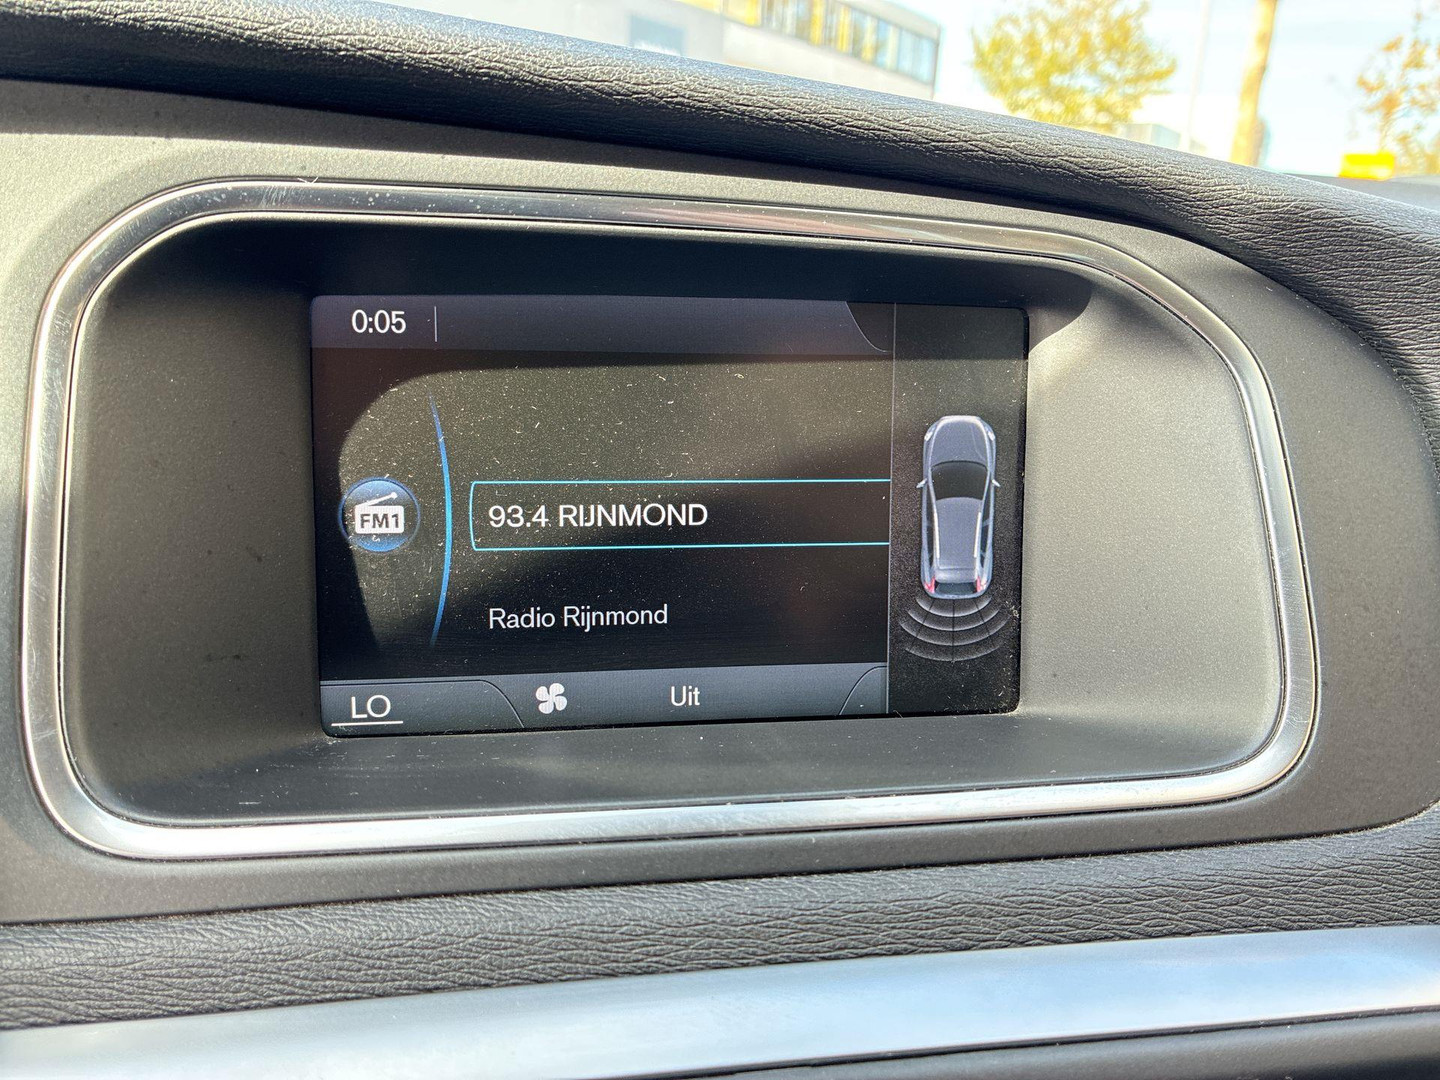 0:05
FM1
93.4 RIJNMOND
Radio Rijnmond
LO
Uit